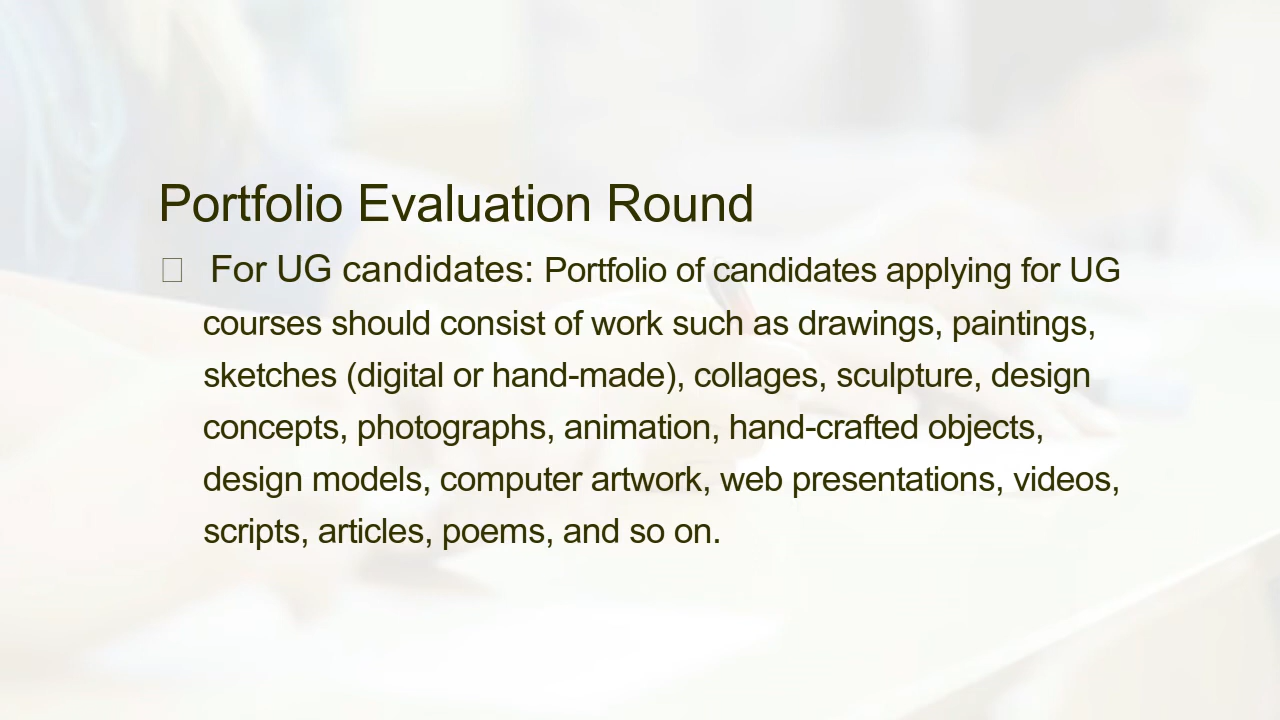 Portfolio Evaluation Round
□ For UG candidates: Portfolio of candidates applying for UG
courses should consist of work such as drawings, paintings,
sketches (digital or hand-made), collages, sculpture, design
concepts, photographs, animation, hand-crafted objects,
design models, computer artwork, web presentations, videos,
scripts, articles, poems, and so on.